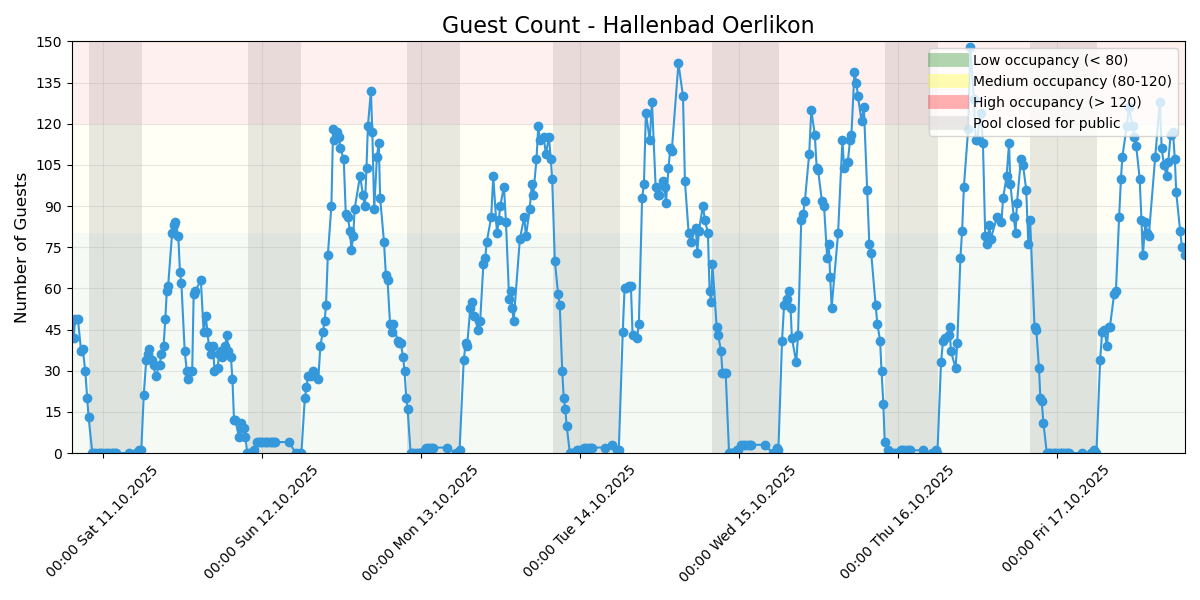 Guest Count - Hallenbad Oerlikon
Number of Guests
150
135
120
105
90
75
60
45
30
15
0
Low occupancy (< 80)
Medium occupancy (80-120)
High occupancy (> 120)
Pool closed for public
00:00 Sat 11.10.2025
00:00 Sun 12.10.2025
00:00 Mon 13.10.2025
00:00 Tue 14.10.2025
00:00 Wed 15.10.2025
00:00 Thu 16.10.2025
00:00 Fri 17.10.2025